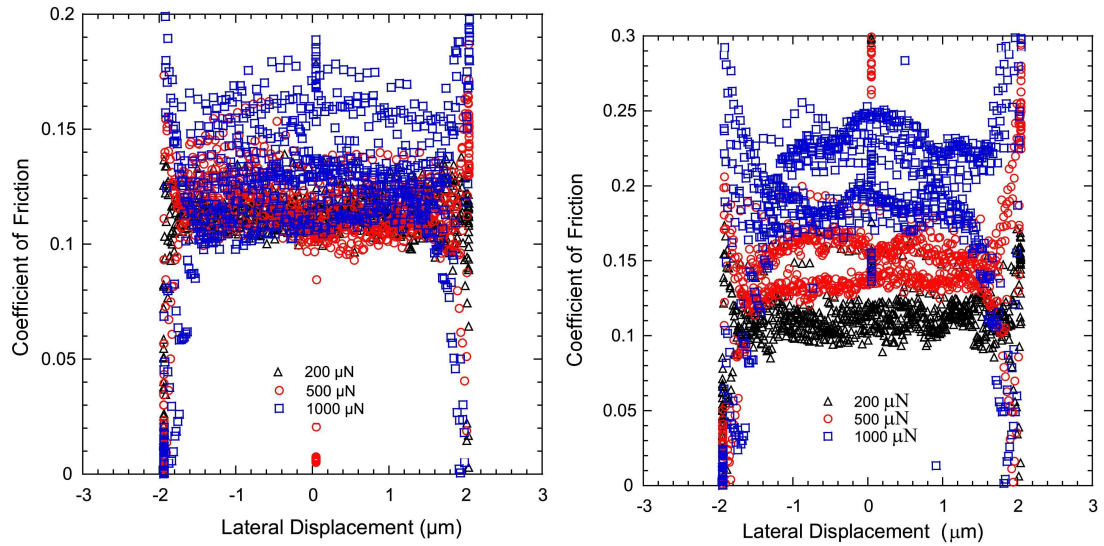 0.2
0.15
0.1
0.05
0
Coefficient of Friction
200 µN
500 µN
1000 µN
-3 -2 -1 0 1 2 3
Lateral Displacement (µm)
0.3
0.25
0.2
0.15
0.1
0.05
0
Coefficient of Friction
200 µN
500 µN
1000 µN
-3 -2 -1 0 1 2 3
Lateral Displacement (µm)